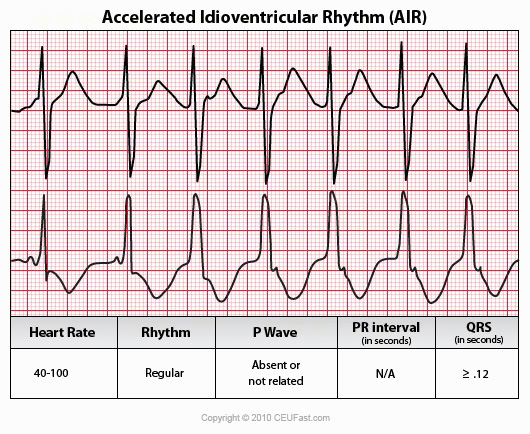 Accelerated Idioventricular Rhythm (AIR)
Heart Rate Rhythm P Wave PR interval (in seconds) QRS (in seconds)
40-100 Regular Absent or not related N/A ≥ .12
Copyright © 2010 CEUFast.com